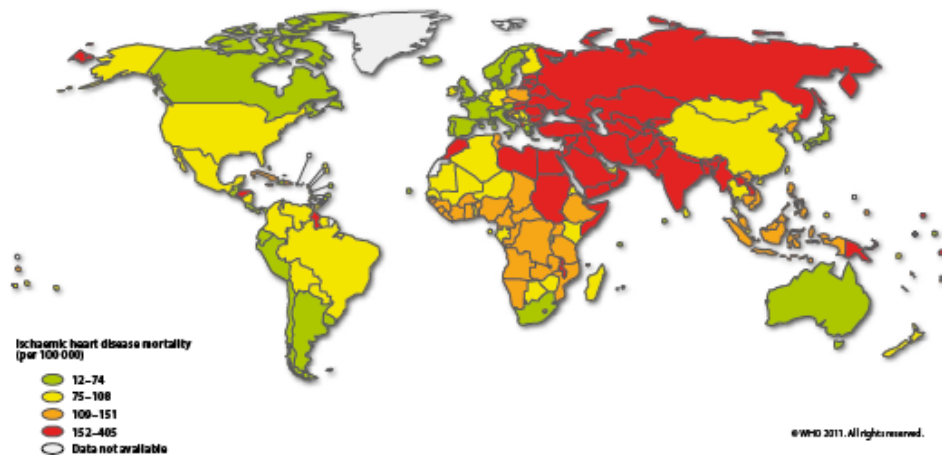 Ischaemic heart disease mortality
(per 100 000)
12–74
75–108
109–151
152–405
Data not available
© WHO 2011. All rights reserved.